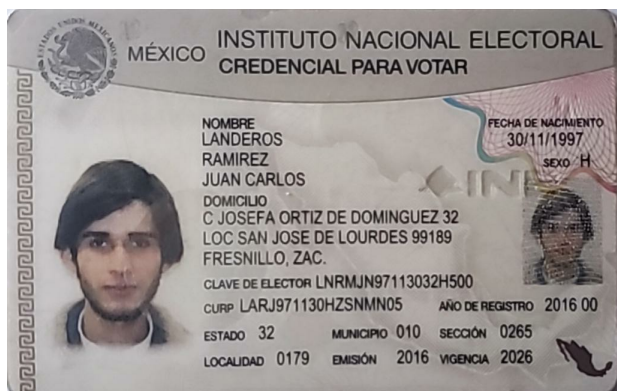 MÉXICO INSTITUTO NACIONAL ELECTORAL
CREDENCIAL PARA VOTAR
NOMBRE
LANDEROS
RAMIREZ
JUAN CARLOS
FECHA DE NACIMIENTO
30/11/1997
SEXO H
DOMICILIO
C JOSEFA ORTIZ DE DOMINGUEZ 32
LOC SAN JOSE DE LOURDES 99189
FRESNILLO, ZAC.
INE
CLAVE DE ELECTOR LNRMJN97113032H500
CURP LARJ971130HZSNMN05 AÑO DE REGISTRO 2016 00
ESTADO 32 MUNICIPIO 010 SECCIÓN 0265
LOCALIDAD 0179 EMISIÓN 2016 VIGENCIA 2026